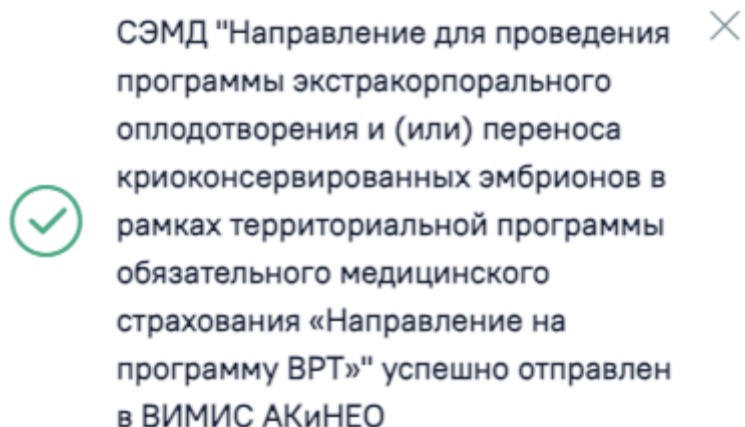 СЭМД "Направление для проведения
программы экстракорпорального
оплодотворения и (или) переноса
криоконсервированных эмбрионов в
рамках территориальной программы
обязательного медицинского
страхования «Направление на
программу ВРТ»" успешно отправлен
в ВИМИС АКиНЕО